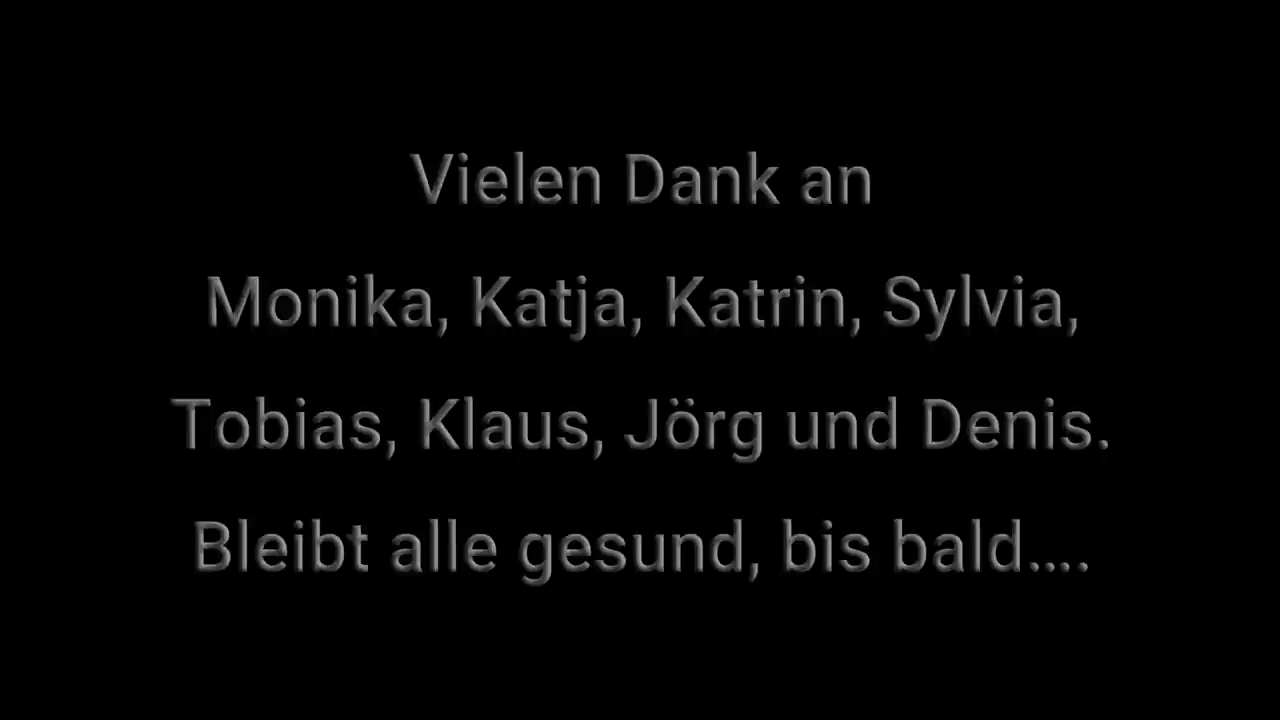 Vielen Dank an
Monika, Katja, Katrin, Sylvia,
Tobias, Klaus, Jörg und Denis.
Bleibt alle gesund, bis bald....